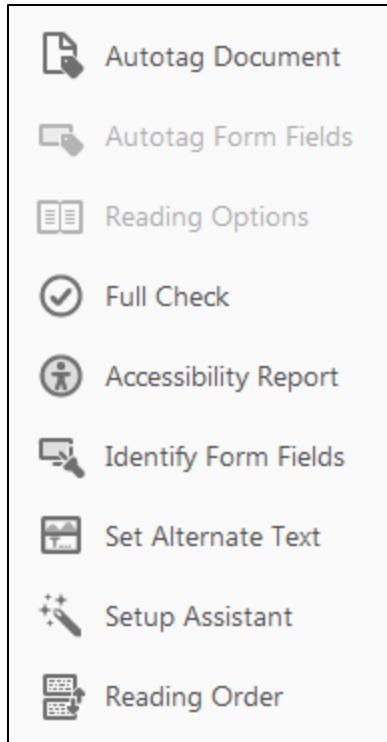 Autotag Document
Autotag Form Fields
Reading Options
Full Check
Accessibility Report
Identify Form Fields
Set Alternate Text
Setup Assistant
Reading Order